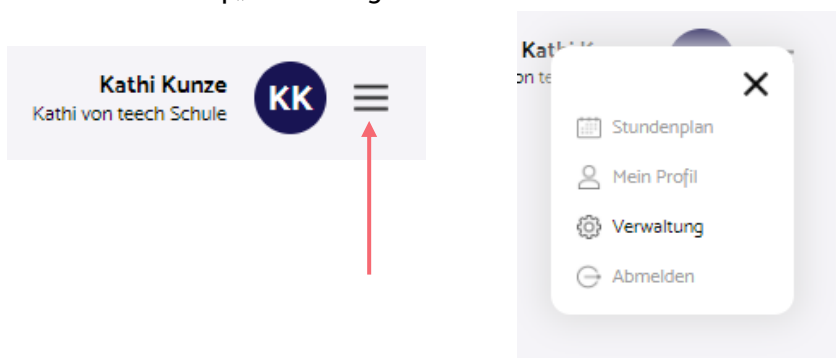 Kathi Kunze
Kathi von teech Schule
KK
Stundenplan
Mein Profil
Verwaltung
Abmelden